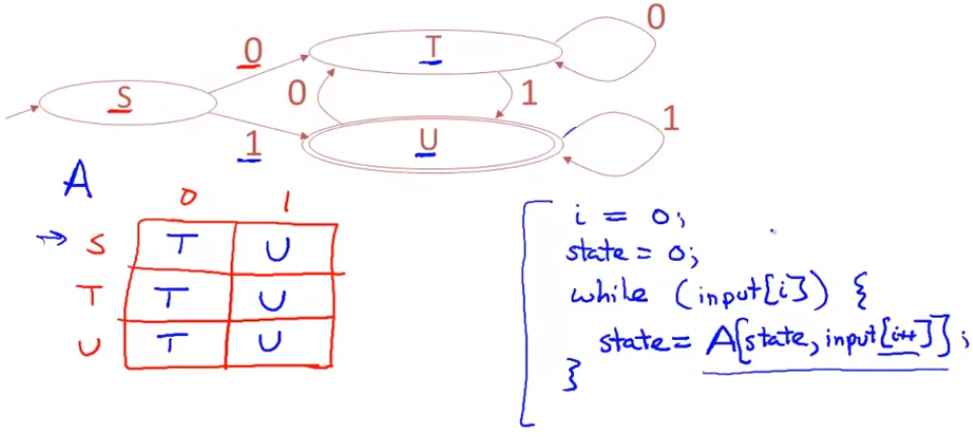 0
T
0
S
0
1
1
U
1
A
0 1
→ S T U
T T U
U T U
i = 0;
state = 0;
while (input[i]) {
state = A[state, input[i++]];
}